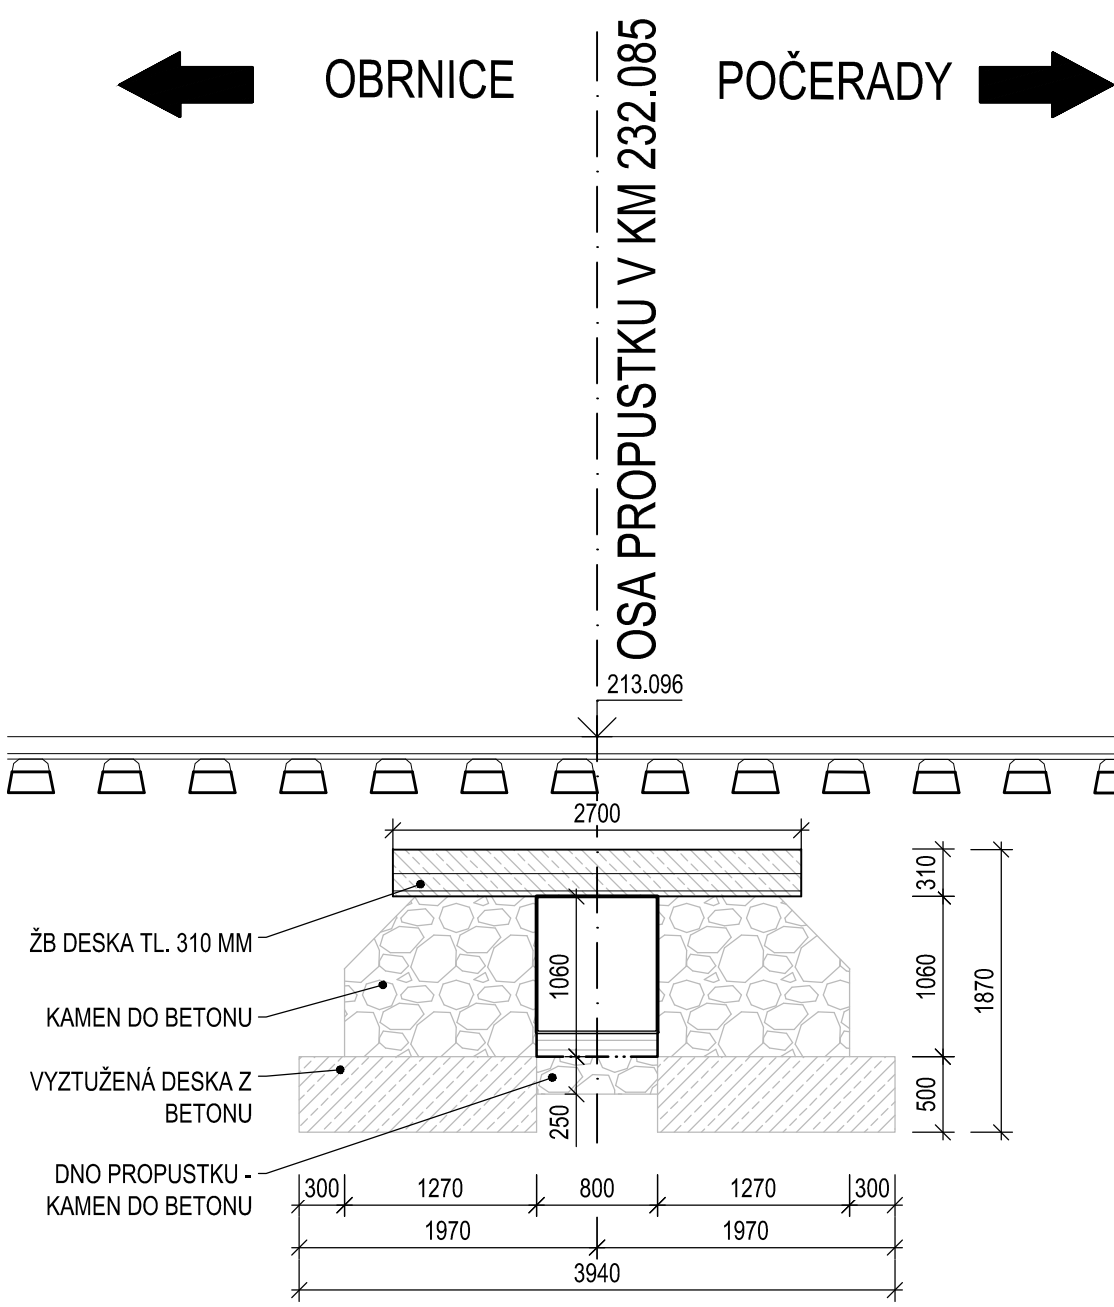 OBRNICE
POČERADY
OSA PROPUSTKU V KM 232.085
213.096
2700
310
1060
1060
1870
ŽB DESKA TL. 310 MM
KAMEN DO BETONU
VYZTUŽENÁ DESKA Z
BETONU
500
250
DNO PROPUSTKU -
KAMEN DO BETONU
300
1270
800
1270
300
1970
1970
3940